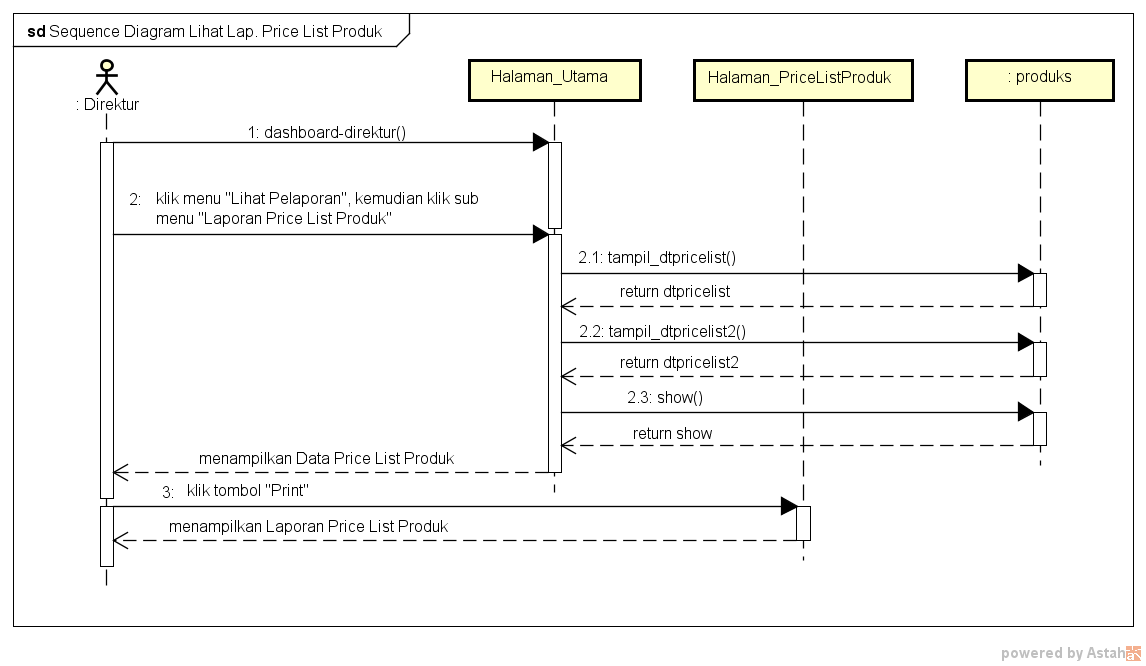 sd Sequence Diagram Lihat Lap. Price List Produk
: Direktur
Halaman_Utama
Halaman_PriceListProduk
: produks
1: dashboard-direktur()
2: klik menu "Lihat Pelaporan", kemudian klik sub
menu "Laporan Price List Produk"
2.1: tampil_dtpricelist()
return dtpricelist
2.2: tampil_dtpricelist2()
return dtpricelist2
2.3: show()
return show
menampilkan Data Price List Produk
3: klik tombol "Print"
menampilkan Laporan Price List Produk
powered by Astah